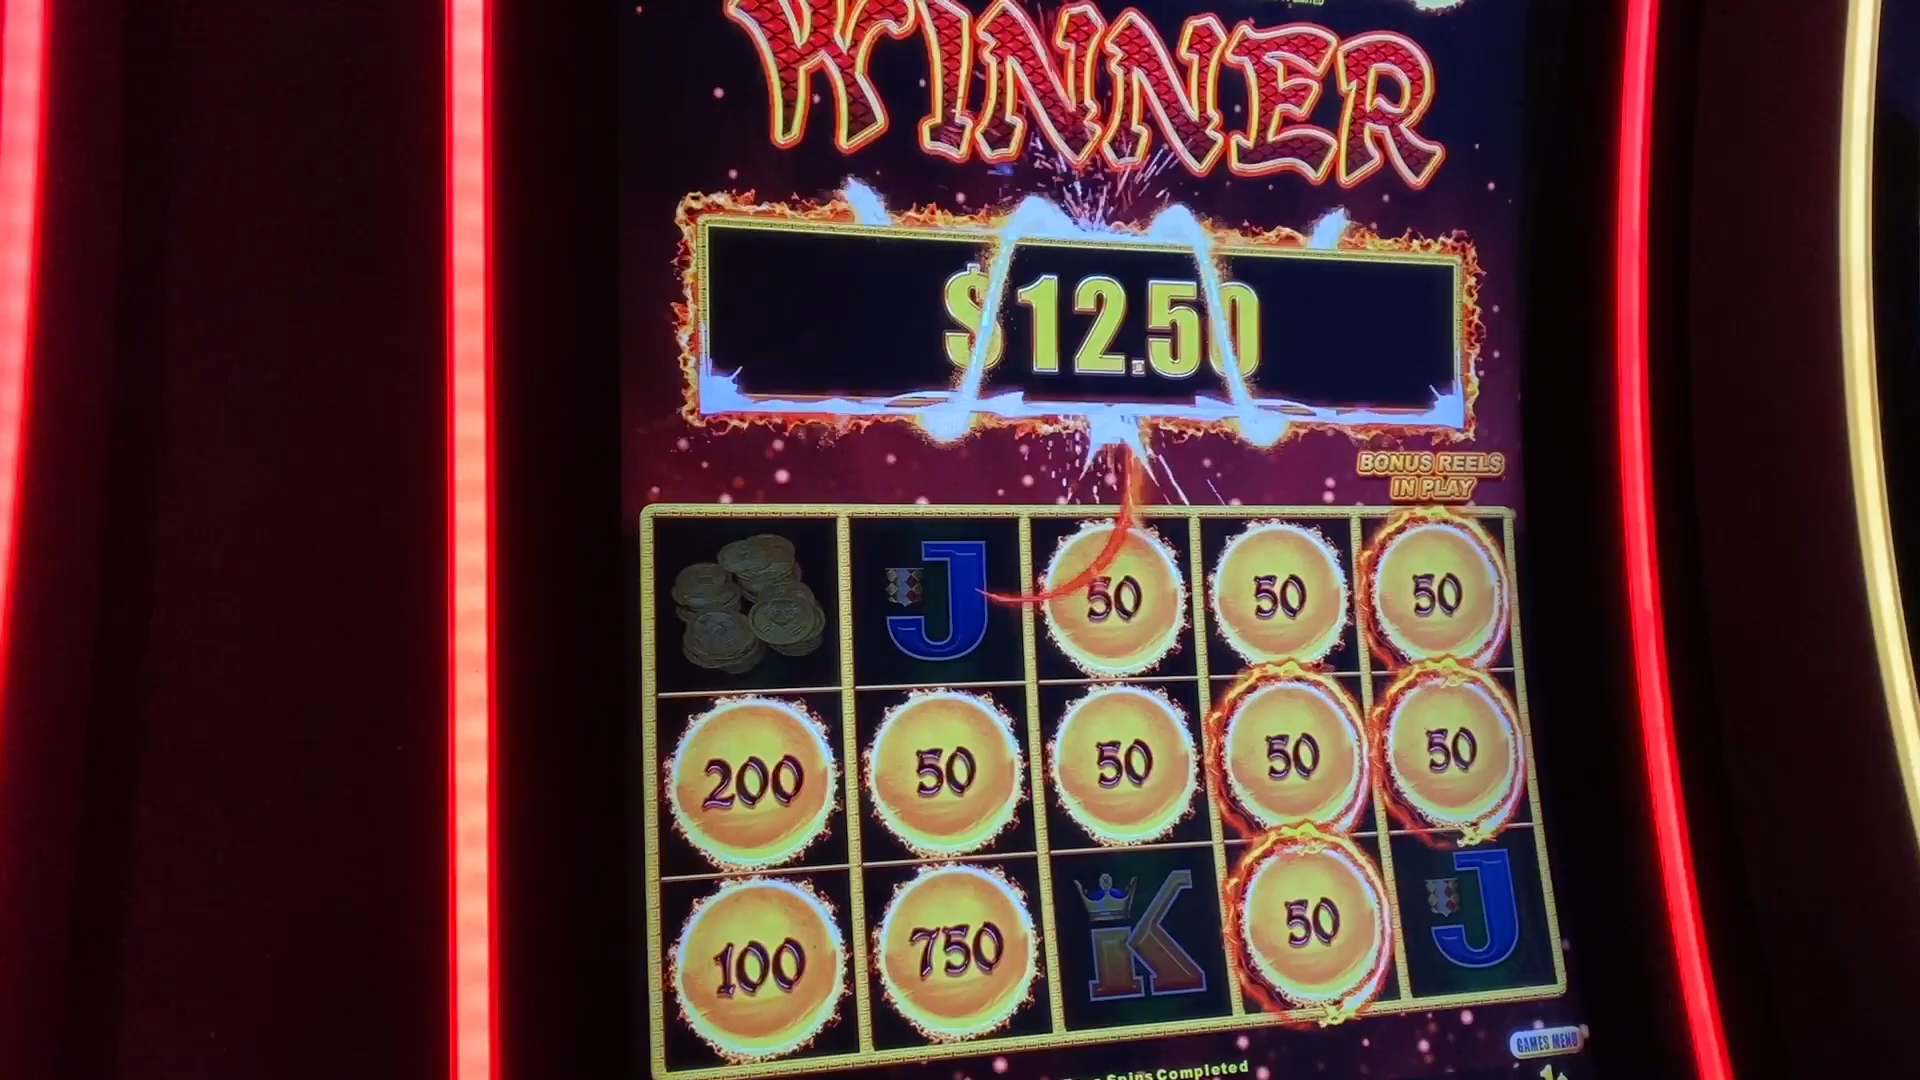 WINNER
$12.50
BONUS REELS
IN PLAY
J 50 50 50
200 50 50 50 50
100 750 K 50 J
GAMES MENU
Spins Completed